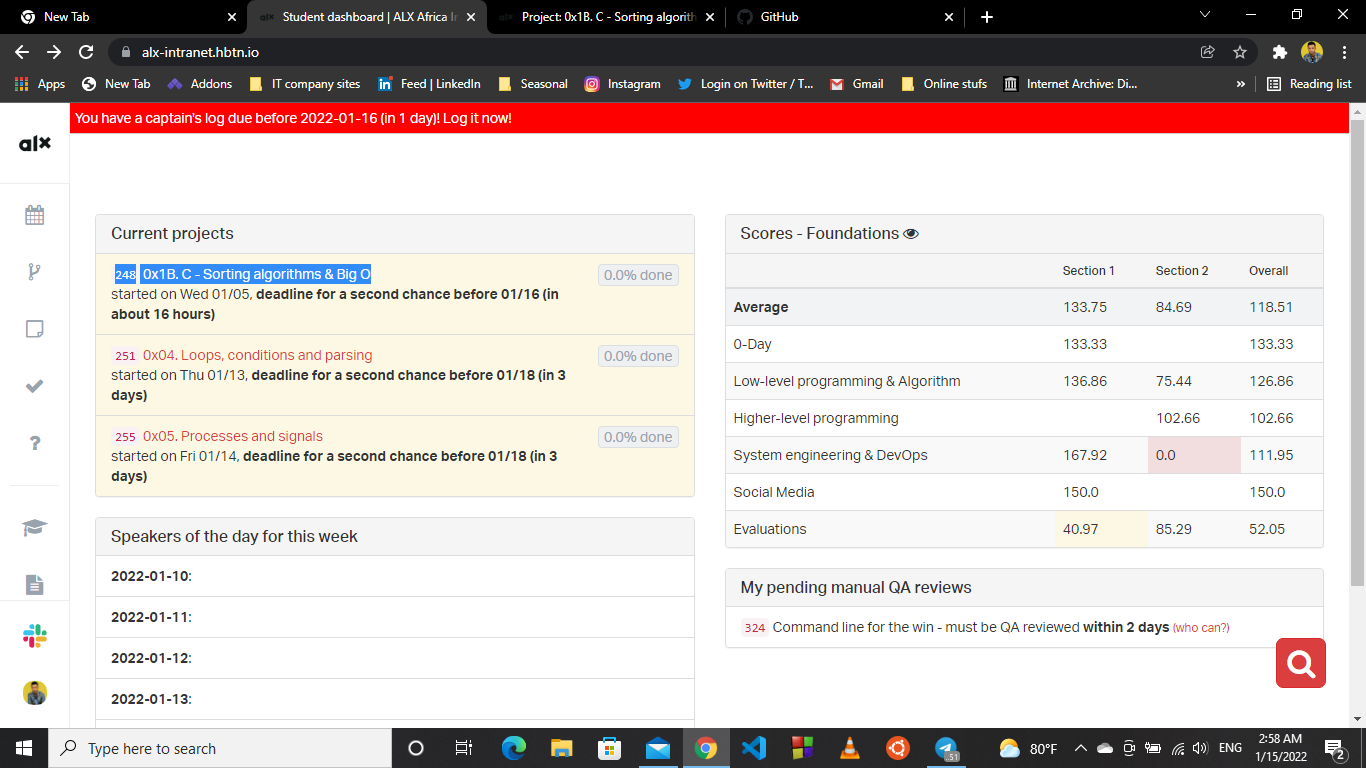 New Tab
Student dashboard | ALX Africa In
Project: 0x1B. C - Sorting algorith
GitHub
alx-intranet.hbtn.io
Apps
New Tab
Addons
IT company sites
Feed | LinkedIn
Seasonal
Instagram
Login on Twitter / T...
Gmail
Online stufs
Internet Archive: Di...
»
Reading list
You have a captain's log due before 2022-01-16 (in 1 day)! Log it now!
alx
Current projects
248 0x1B. C - Sorting algorithms & Big O
0.0% done
started on Wed 01/05, deadline for a second chance before 01/16 (in
about 16 hours)
251 0x04. Loops, conditions and parsing
0.0% done
started on Thu 01/13, deadline for a second chance before 01/18 (in 3
days)
255 0x05. Processes and signals
0.0% done
started on Fri 01/14, deadline for a second chance before 01/18 (in 3
days)
Speakers of the day for this week
2022-01-10:
2022-01-11:
2022-01-12:
2022-01-13:
Scores - Foundations
Section 1 Section 2 Overall
Average 133.75 84.69 118.51
0-Day 133.33 133.33
Low-level programming & Algorithm 136.86 75.44 126.86
Higher-level programming 102.66 102.66
System engineering & DevOps 167.92 0.0 111.95
Social Media 150.0 150.0
Evaluations 40.97 85.29 52.05
My pending manual QA reviews
324 Command line for the win - must be QA reviewed within 2 days (who can?)
Type here to search
51
80°F
ENG
2:58 AM
1/15/2022
2